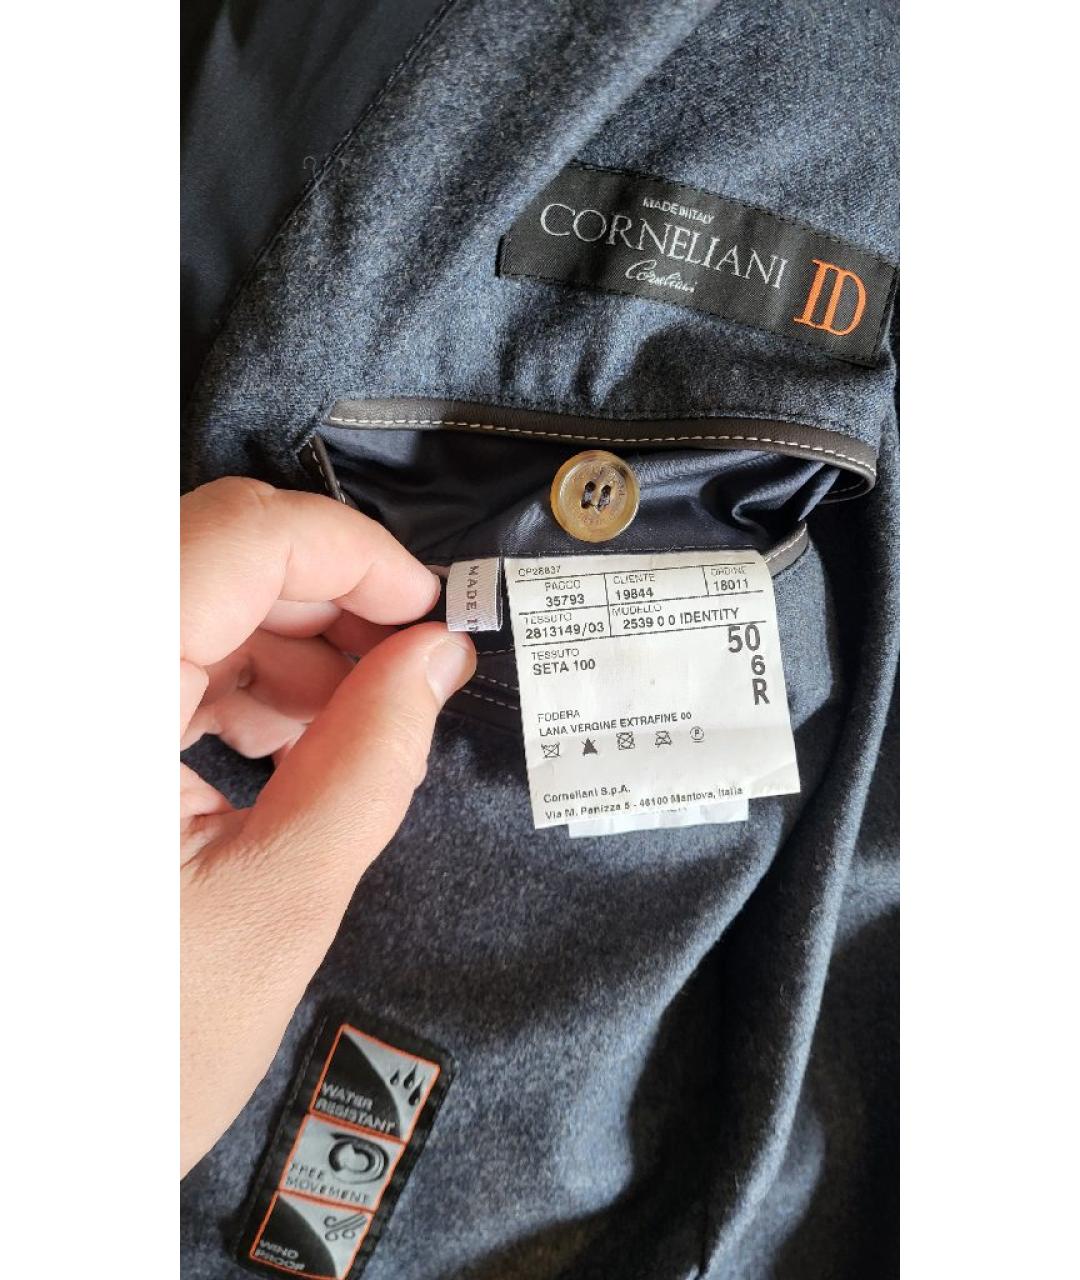 MADE IN ITALY
CORNELIANI ID
Corneliani
MADE I
CP28837
PACCO CLIENTE ORDINE
35793 19844 18011
TESSUTO MODELLO
2813149/03 2539 0 0 IDENTITY
50
TESSUTO
SETA 100
6
R
FODERA
LANA VERGINE EXTRAFINE 00
P
Corneliani S.p.A.
Via M. Panizza 5 - 46100 Mantova, Italia
WATER
RESISTANT
FREE
MOVEMENT
WIND
PROOF